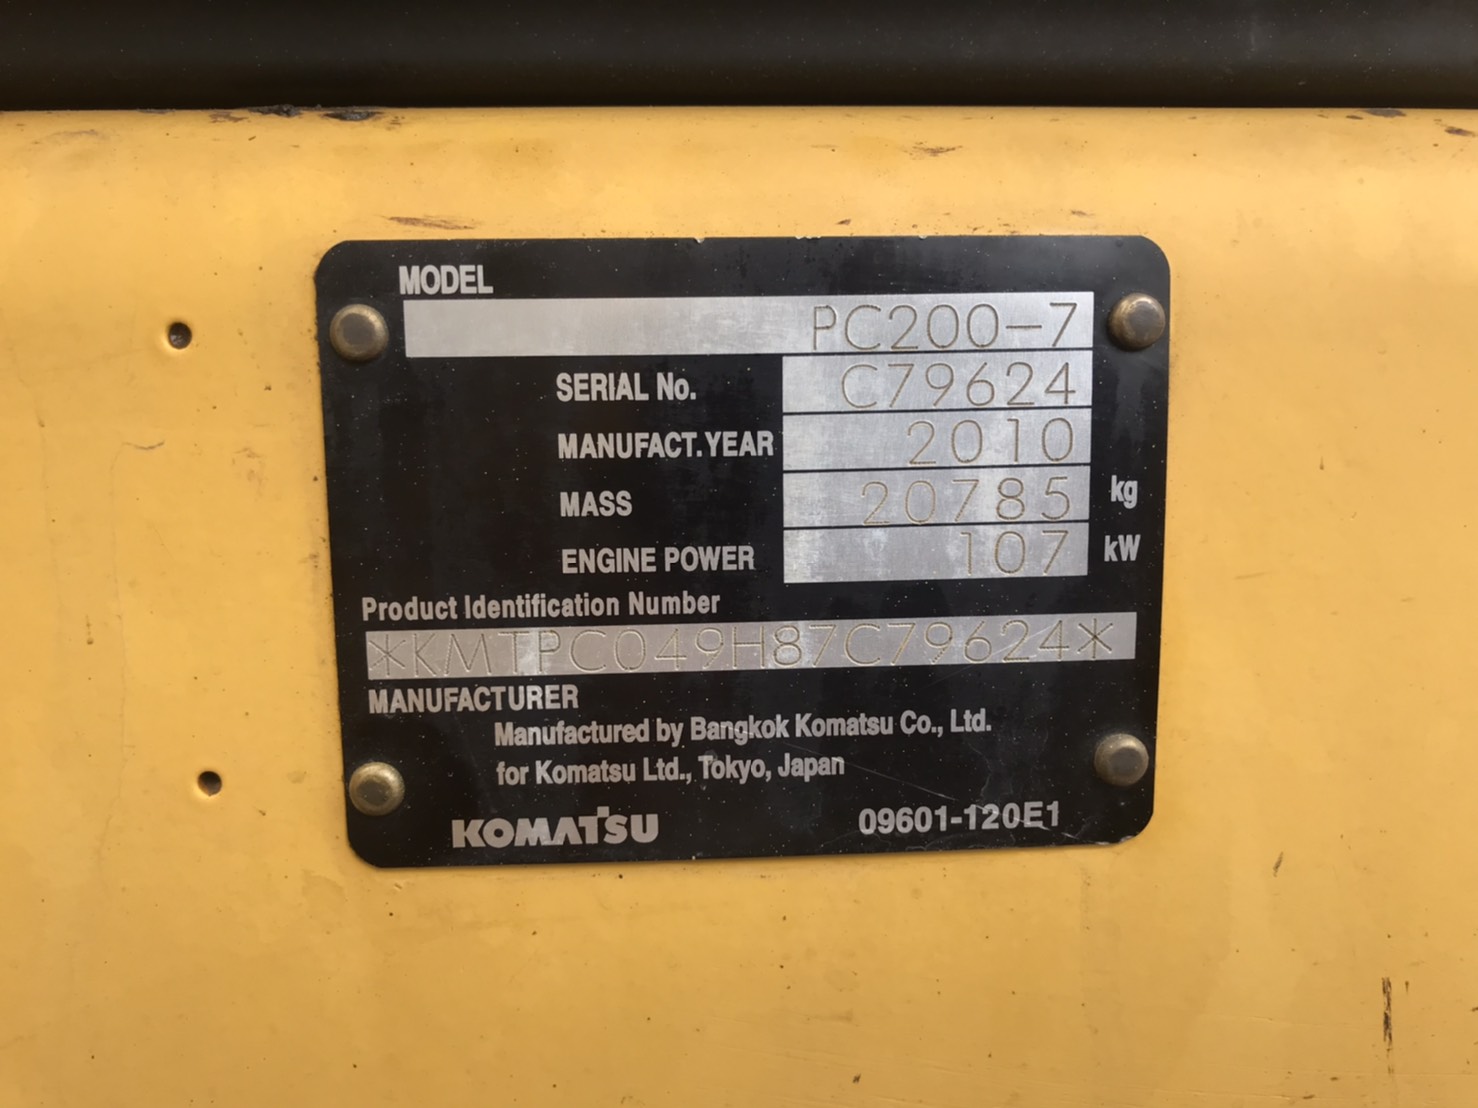 MODEL
PC200-7
SERIAL No. C79624
MANUFACT. YEAR 2010
MASS 20785 kg
ENGINE POWER 107 kW
Product Identification Number
*KMTPC049H87C79624*
MANUFACTURER
Manufactured by Bangkok Komatsu Co., Ltd.
for Komatsu Ltd., Tokyo, Japan
KOMATSU 09601-120E1